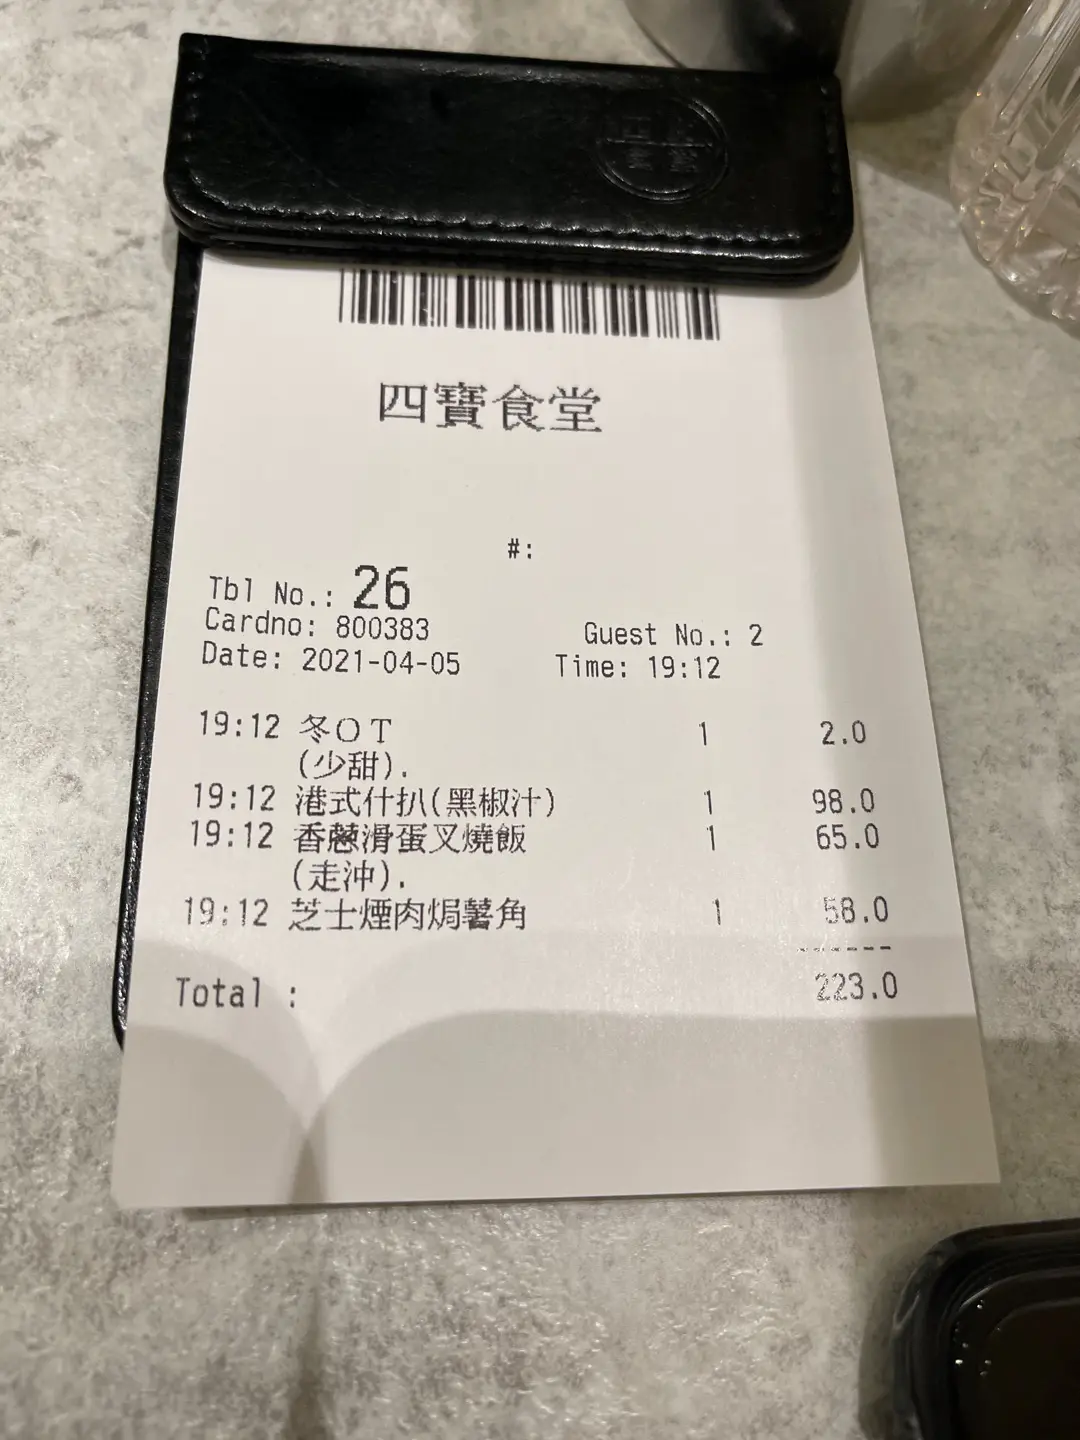 四寶食堂
#:
Tbl No.: 26
Cardno: 800383 Guest No.: 2
Date: 2021-04-05 Time: 19:12
19:12 冬ＯＴ 1 2.0
(少甜).
19:12 港式什扒(黑椒汁) 1 98.0
19:12 香蔥滑蛋叉燒飯 1 65.0
(走沖).
19:12 芝士煙肉焗薯角 1 58.0
------
Total : 223.0